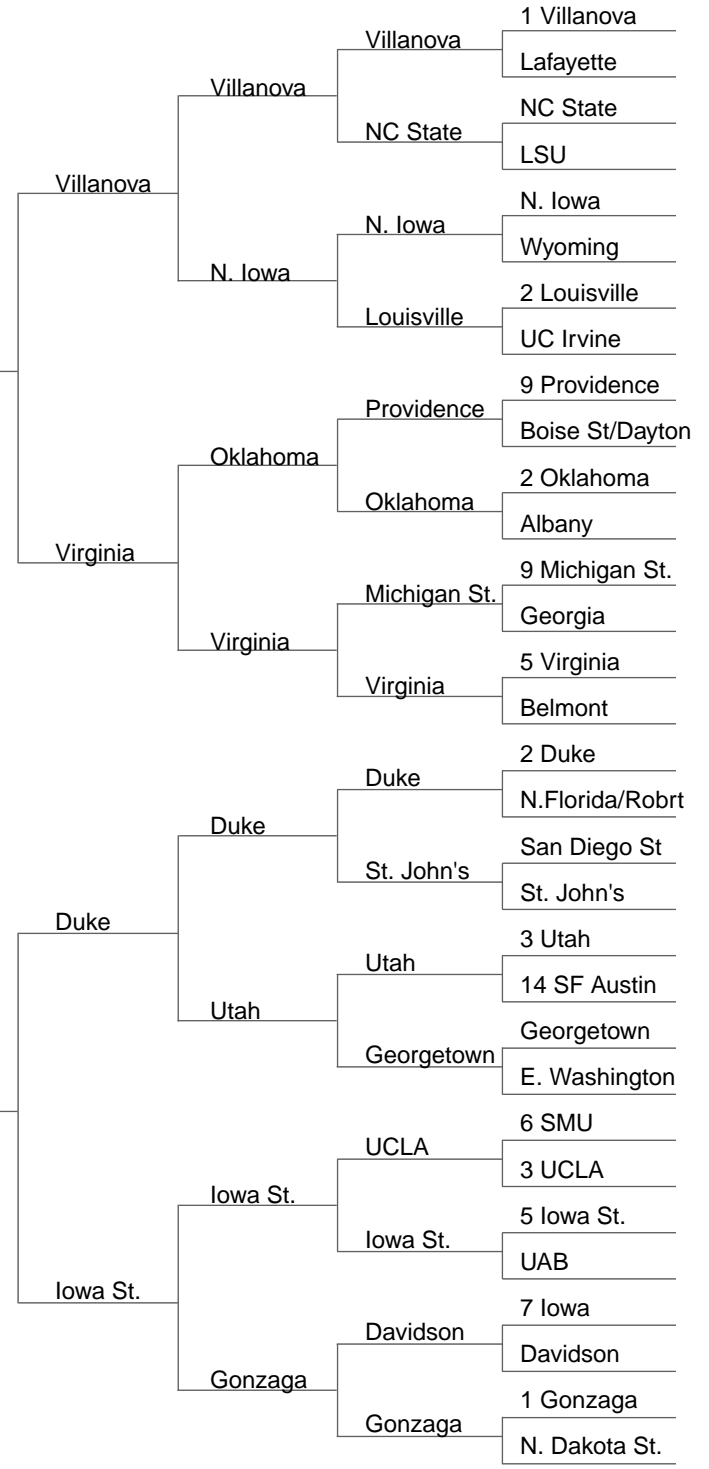 1 Villanova
Villanova
Lafayette
Villanova
NC State
NC State
LSU
Villanova
N. Iowa
N. Iowa
Wyoming
N. Iowa
2 Louisville
Louisville
UC Irvine
9 Providence
Providence
Boise St/Dayton
Oklahoma
2 Oklahoma
Oklahoma
Albany
Virginia
9 Michigan St.
Michigan St.
Georgia
Virginia
5 Virginia
Virginia
Belmont
2 Duke
Duke
N.Florida/Robrt
Duke
San Diego St
St. John's
St. John's
Duke
3 Utah
Utah
14 SF Austin
Utah
Georgetown
Georgetown
E. Washington
6 SMU
UCLA
3 UCLA
Iowa St.
5 Iowa St.
Iowa St.
UAB
Iowa St.
7 Iowa
Davidson
Davidson
Gonzaga
1 Gonzaga
Gonzaga
N. Dakota St.